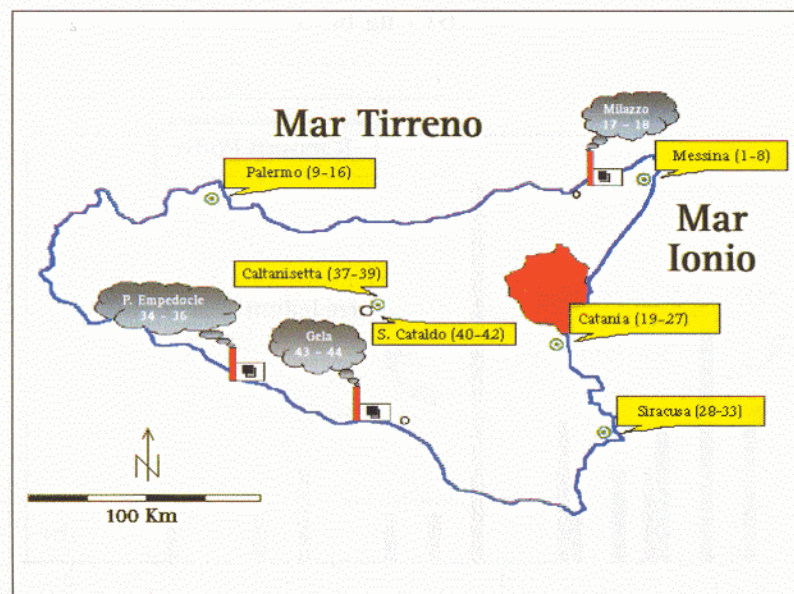 Milazzo
17 - 18
Mar Tirreno
Messina (1-8)
Palermo (9-16)
Mar
Ionio
Caltanisetta (37-39)
P. Empedocle
34 - 36
Catania (19-27)
S. Cataldo (40-42)
Gela
43 - 44
Siracusa (28-33)
N
100 Km